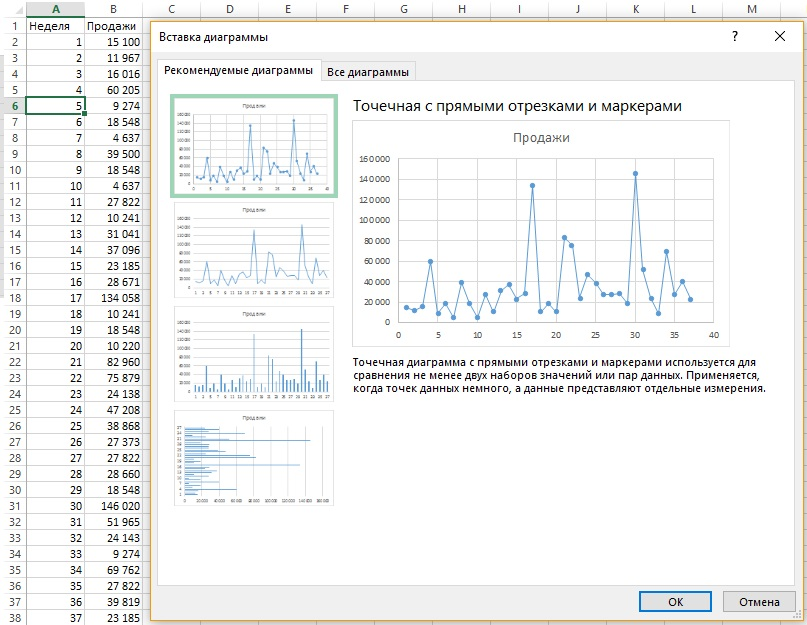 A B C D E F G H I J K L M
1 Неделя Продажи
2 1 15 100
3 2 11 967
4 3 16 016
5 4 60 205
6 5 9 274
7 6 18 548
8 7 4 637
9 8 39 500
10 9 18 548
11 10 4 637
12 11 27 822
13 12 10 241
14 13 31 041
15 14 37 096
16 15 23 185
17 16 28 671
18 17 134 058
19 18 10 241
20 19 18 548
21 20 10 220
22 21 82 960
23 22 75 879
24 23 24 138
25 24 47 208
26 25 38 868
27 26 27 373
28 27 27 822
29 28 28 660
30 29 18 548
31 30 146 020
32 31 51 965
33 32 24 143
34 33 9 274
35 34 69 762
36 35 27 822
37 36 39 819
38 37 23 185
Вставка диаграммы ?
Рекомендуемые диаграммы Все диаграммы
Продажи
Продажи
Продажи
Продажи
Точечная с прямыми отрезками и маркерами
Продажи
160 000
140 000
120 000
100 000
80 000
60 000
40 000
20 000
0
0 5 10 15 20 25 30 35 40
Точечная диаграмма с прямыми отрезками и маркерами используется для
сравнения не менее двух наборов значений или пар данных. Применяется,
когда точек данных немного, а данные представляют отдельные измерения.
ОК Отмена